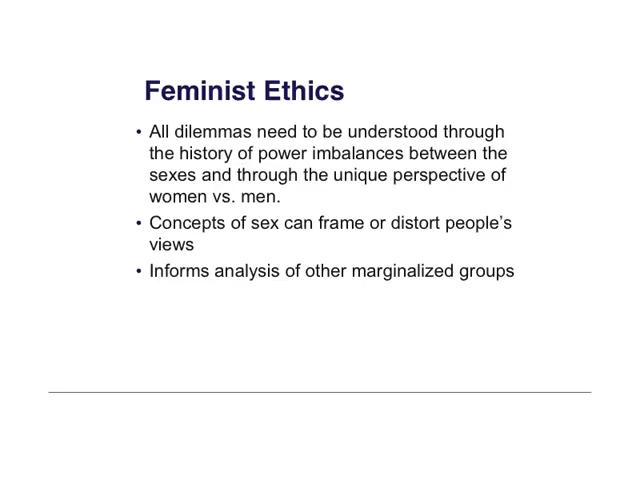 Feminist Ethics
• All dilemmas need to be understood through
the history of power imbalances between the
sexes and through the unique perspective of
women vs. men.
• Concepts of sex can frame or distort people’s
views
• Informs analysis of other marginalized groups